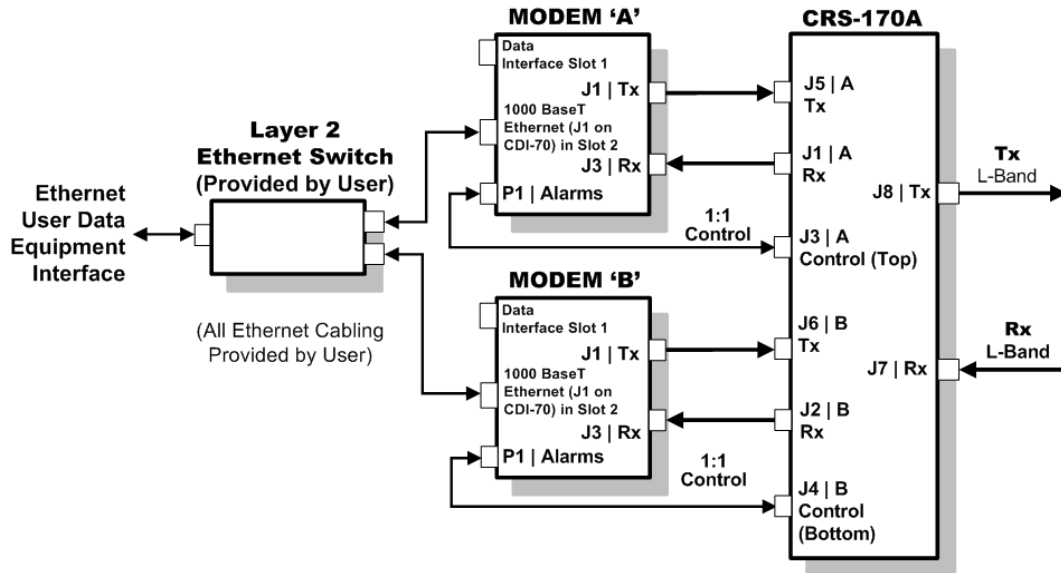 MODEM ‘A’
CRS-170A
Data
Interface Slot 1
J1 | Tx
1000 BaseT
Ethernet (J1 on
CDI-70) in Slot 2
J3 | Rx
P1 | Alarms
Layer 2
Ethernet Switch
(Provided by User)
Ethernet
User Data
Equipment
Interface
(All Ethernet Cabling
Provided by User)
1:1
Control
MODEM ‘B’
Data
Interface Slot 1
J1 | Tx
1000 BaseT
Ethernet (J1 on
CDI-70) in Slot 2
J3 | Rx
P1 | Alarms
1:1
Control
J5 | A
Tx
J1 | A
Rx
J3 | A
Control (Top)
J6 | B
Tx
J2 | B
Rx
J4 | B
Control
(Bottom)
J8 | Tx
J7 | Rx
Tx
L-Band
Rx
L-Band